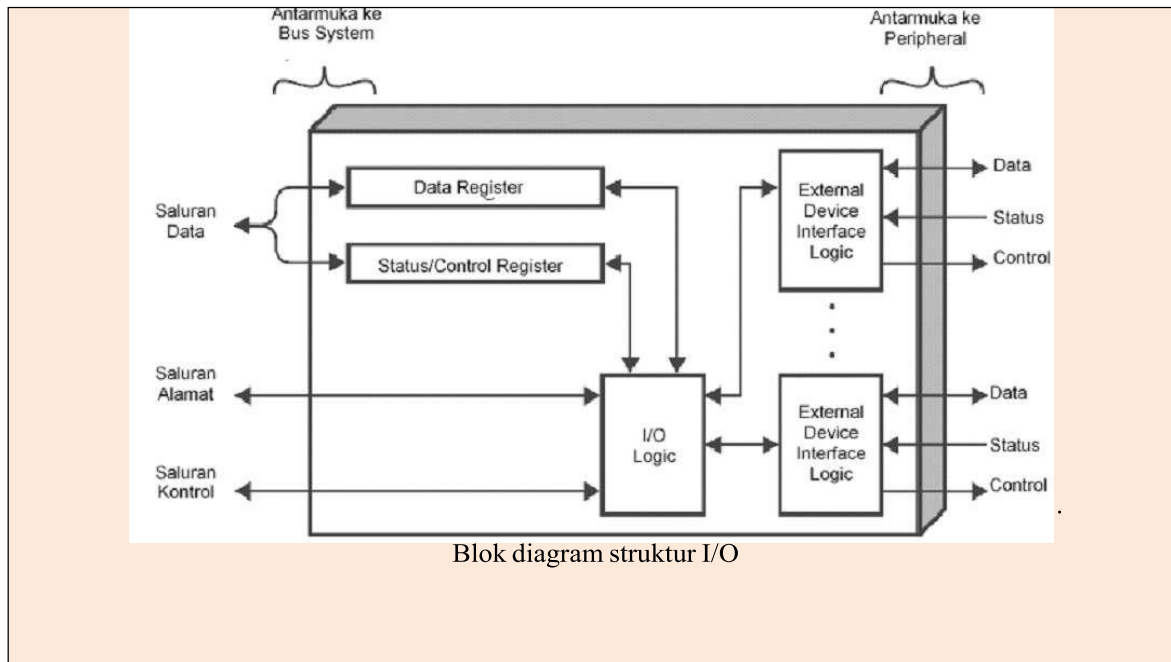 Antarmuka ke
Bus System
Antarmuka ke
Peripheral
Saluran
Data
Data Register
Status/Control Register
External
Device
Interface
Logic
Data
Status
Control
Saluran
Alamat
Saluran
Kontrol
I/O
Logic
External
Device
Interface
Logic
Data
Status
Control
.
Blok diagram struktur I/O